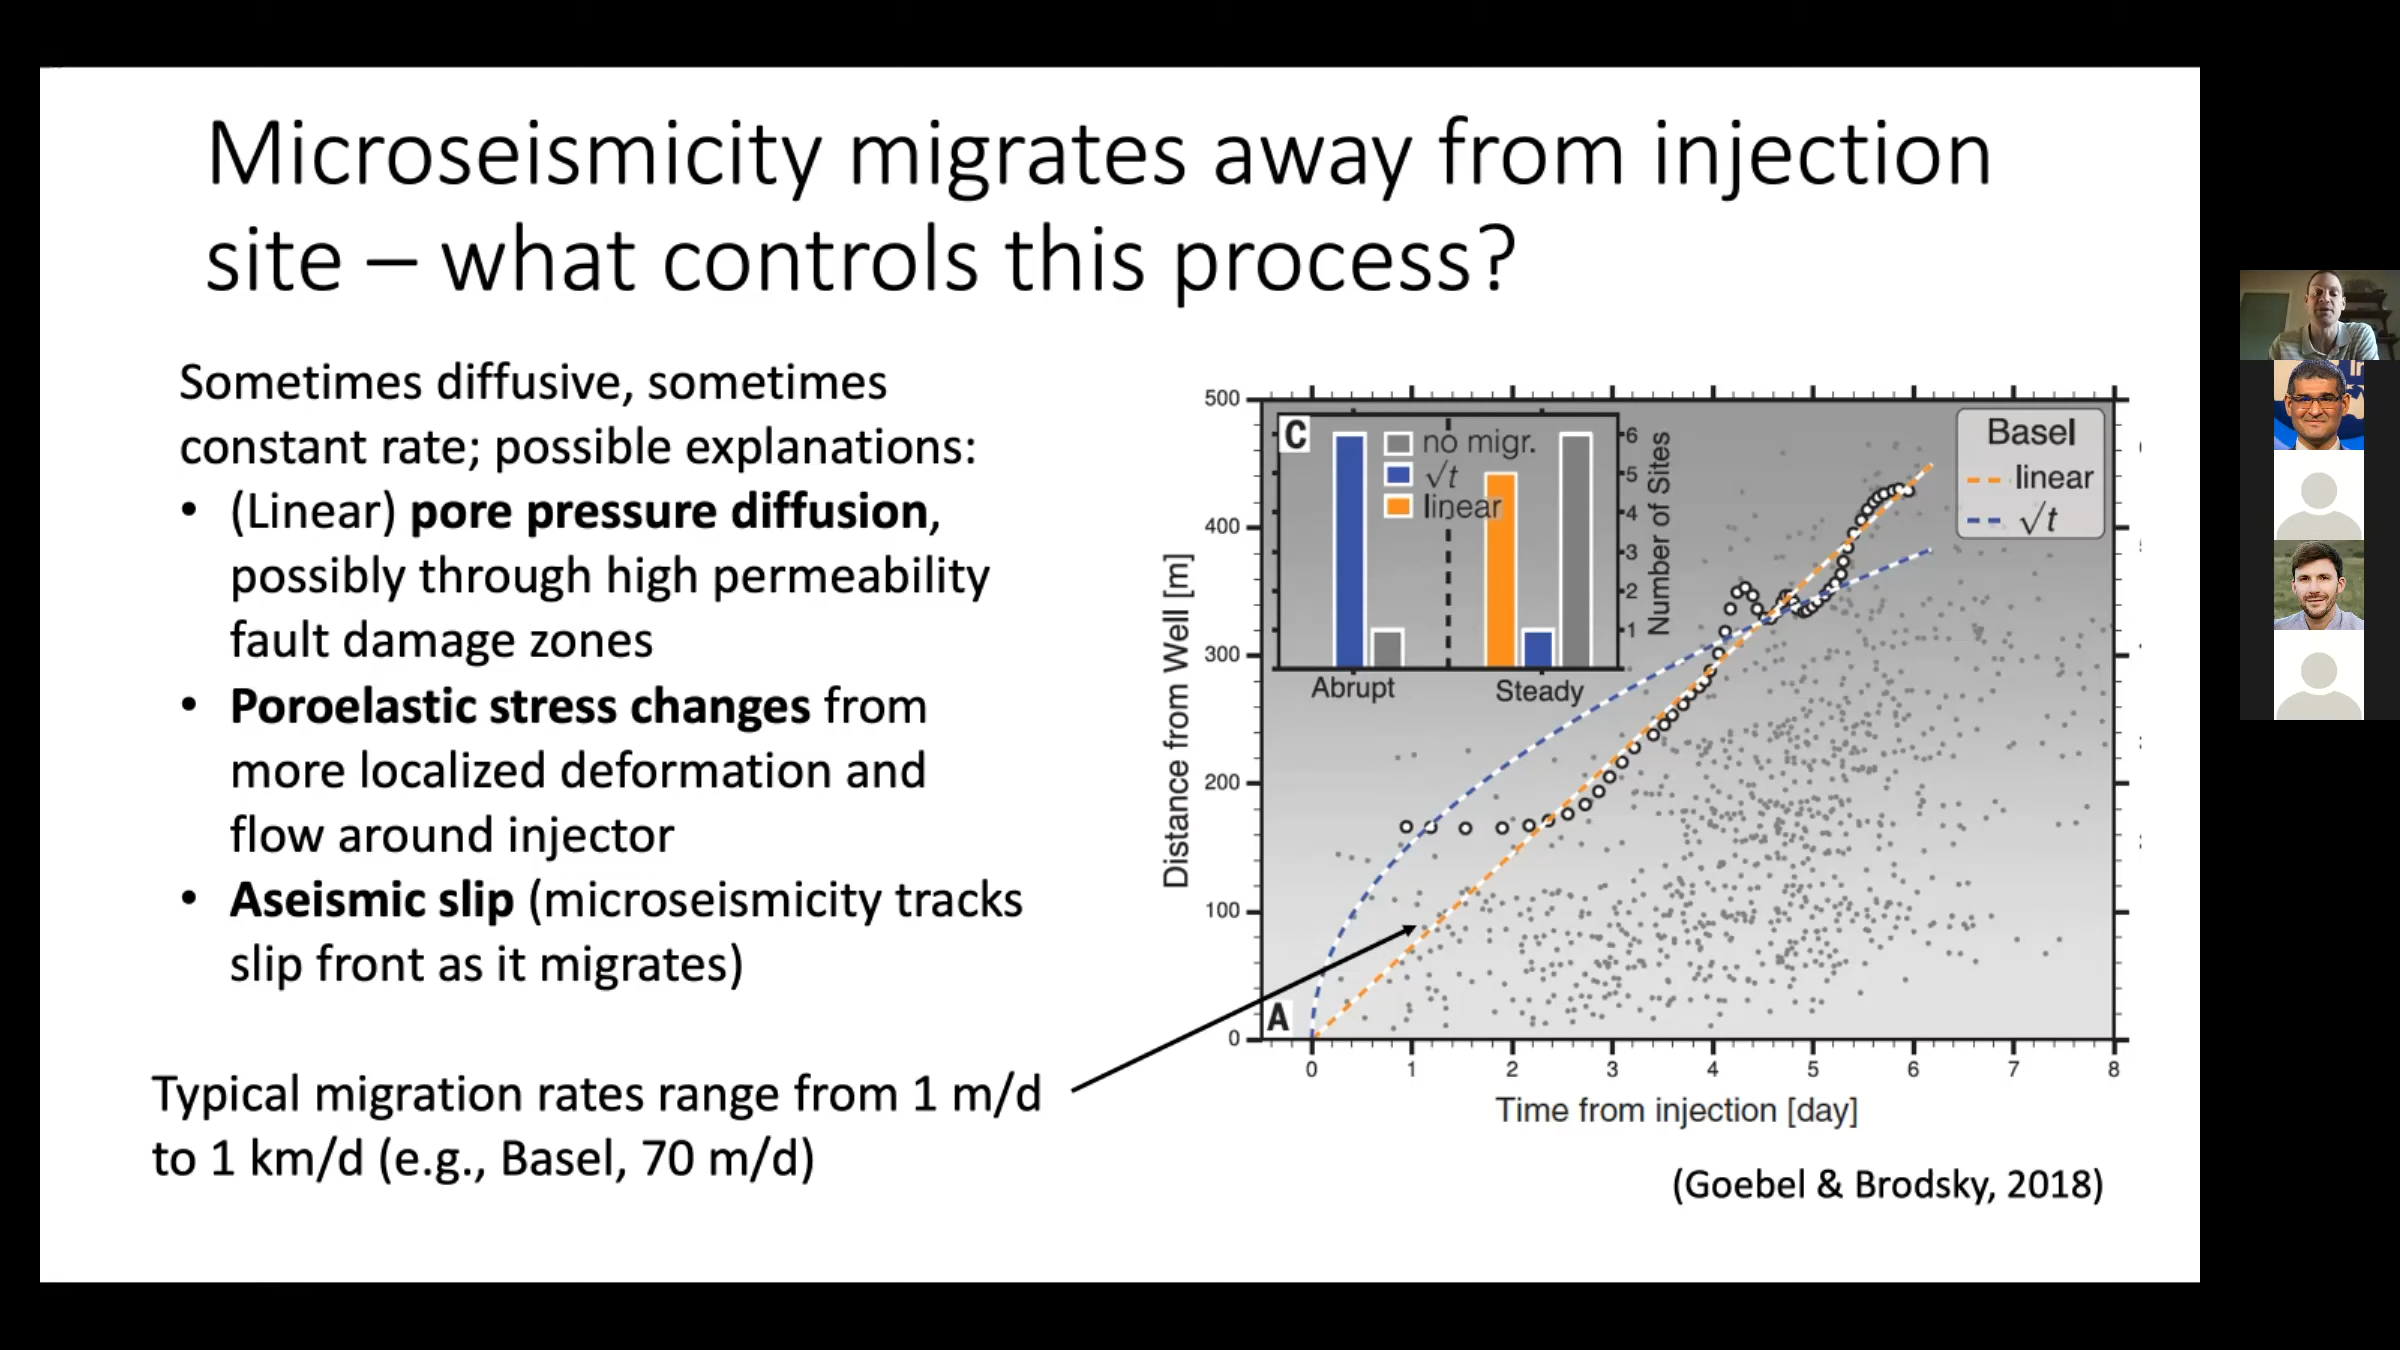 Microseismicity migrates away from injection
site – what controls this process?
Sometimes diffusive, sometimes
constant rate; possible explanations:
• (Linear) pore pressure diffusion,
possibly through high permeability
fault damage zones
• Poroelastic stress changes from
more localized deformation and
flow around injector
• Aseismic slip (microseismicity tracks
slip front as it migrates)
Typical migration rates range from 1 m/d
to 1 km/d (e.g., Basel, 70 m/d)
Distance from Well [m]
500
400
300
200
100
0
C
no migr.
√t
linear
6
5
4
3
2
1
Number of Sites
Abrupt
Steady
Basel
linear
√t
A
0 1 2 3 4 5 6 7 8
Time from injection [day]
(Goebel & Brodsky, 2018)